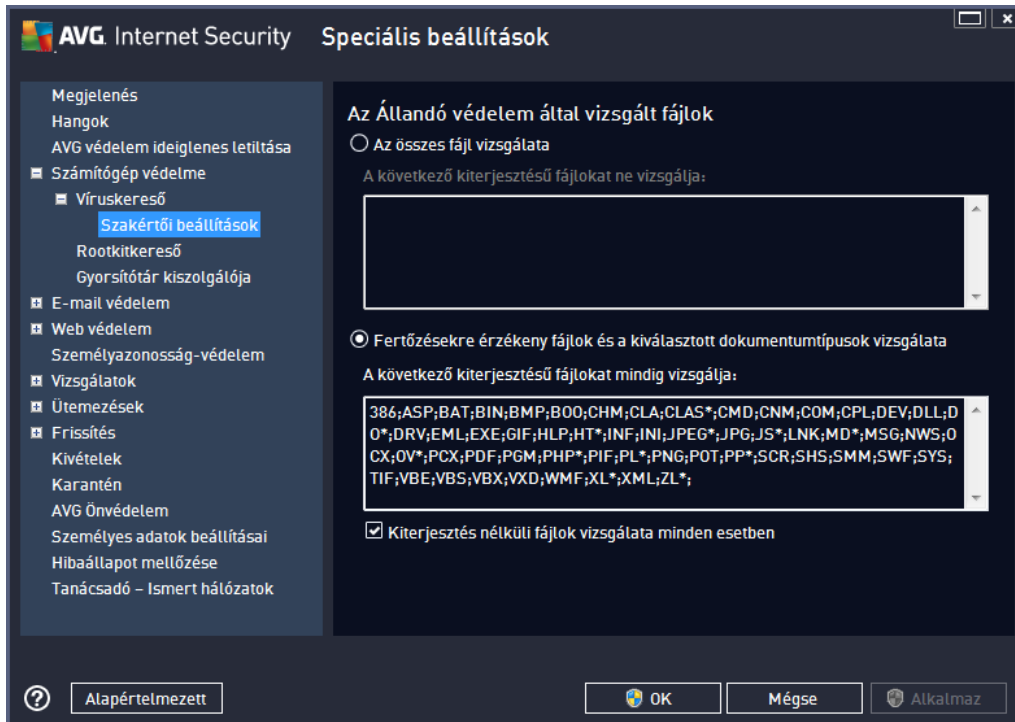 AVG. Internet Security Speciális beállítások
Megjelenés
Hangok
AVG védelem ideiglenes letiltása
Számítógép védelme
Víruskereső
Szakértői beállítások
Rootkitkereső
Gyorsítótár kiszolgálója
E-mail védelem
Web védelem
Személyazonosság-védelem
Vizsgálatok
Ütemezések
Frissítés
Kivételek
Karantén
AVG Önvédelem
Személyes adatok beállításai
Hibaállapot mellőzése
Tanácsadó – Ismert hálózatok
Az Állandó védelem által vizsgált fájlok
Az összes fájl vizsgálata
A következő kiterjesztésű fájlokat ne vizsgálja:
Fertőzésekre érzékeny fájlok és a kiválasztott dokumentumtípusok vizsgálata
A következő kiterjesztésű fájlokat mindig vizsgálja:
386;ASP;BAT;BIN;BMP;BOO;CHM;CLA;CLAS*;CMD;CNM;COM;CPL;DEV;DLL;D
O*;DRV;EML;EXE;GIF;HLP;HT*;INF;INI;JPEG*;JPG;JS*;LNK;MD*;MSG;NWS;O
CX;OV*;PCX;PDF;PGM;PHP*;PIF;PL*;PNG;POT;PP*;SCR;SHS;SMM;SWF;SYS;
TIF;VBE;VBS;VBX;VXD;WMF;XL*;XML;ZL*;
Kiterjesztés nélküli fájlok vizsgálata minden esetben
Alapértelmezett
OK
Mégse
Alkalmaz